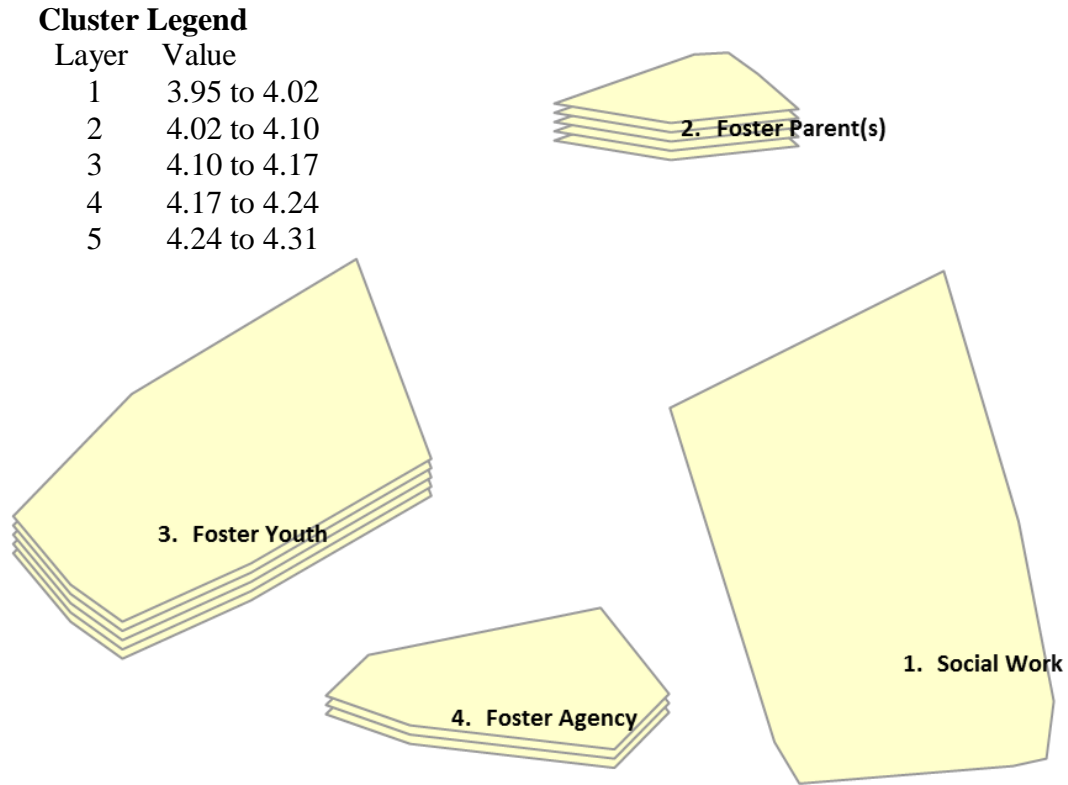 Cluster Legend
Layer Value
1 3.95 to 4.02
2 4.02 to 4.10
3 4.10 to 4.17
4 4.17 to 4.24
5 4.24 to 4.31
2. Foster Parent(s)
3. Foster Youth
1. Social Work
4. Foster Agency